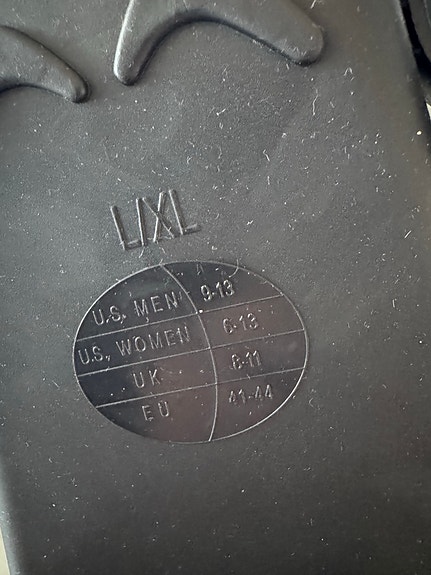 L/XL
U.S. MEN 9-13
U.S. WOMEN 6-13
UK 8-11
EU 41-44